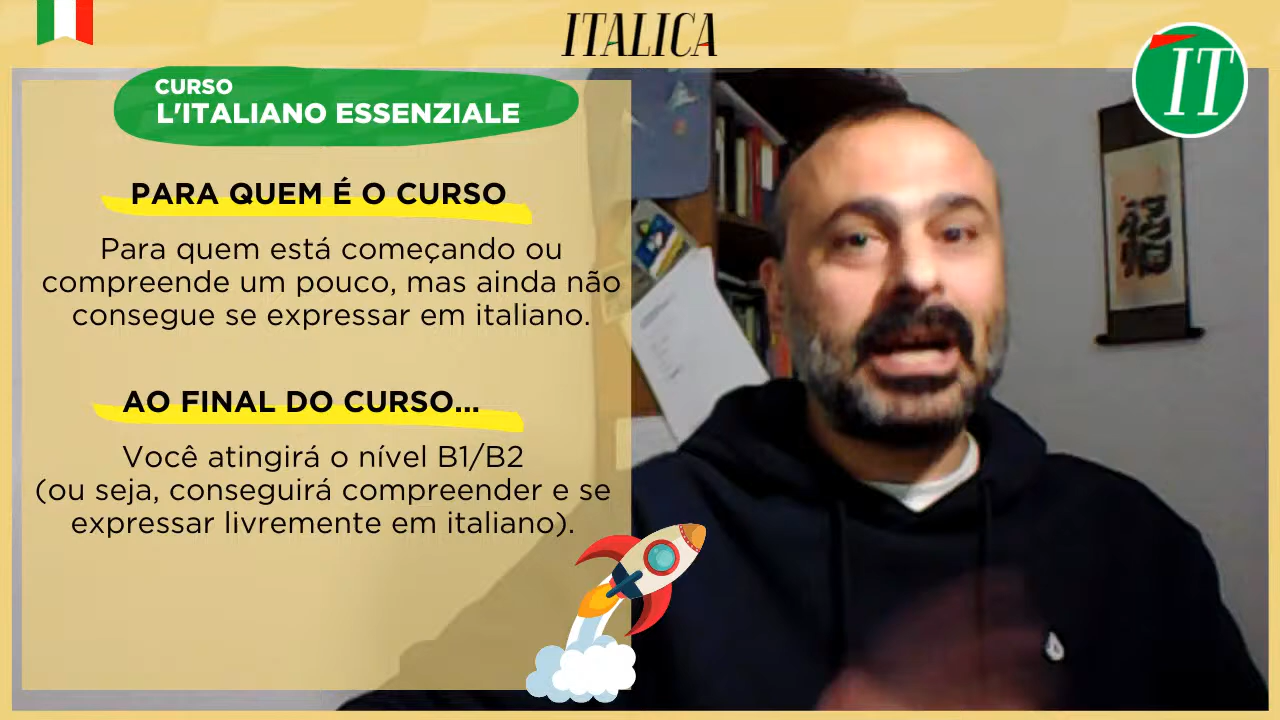 ITALICA
IT
CURSO
L'ITALIANO ESSENZIALE
PARA QUEM É O CURSO
Para quem está começando ou
compreende um pouco, mas ainda não
consegue se expressar em italiano.
AO FINAL DO CURSO...
Você atingirá o nível B1/B2
(ou seja, conseguirá compreender e se
expressar livremente em italiano).